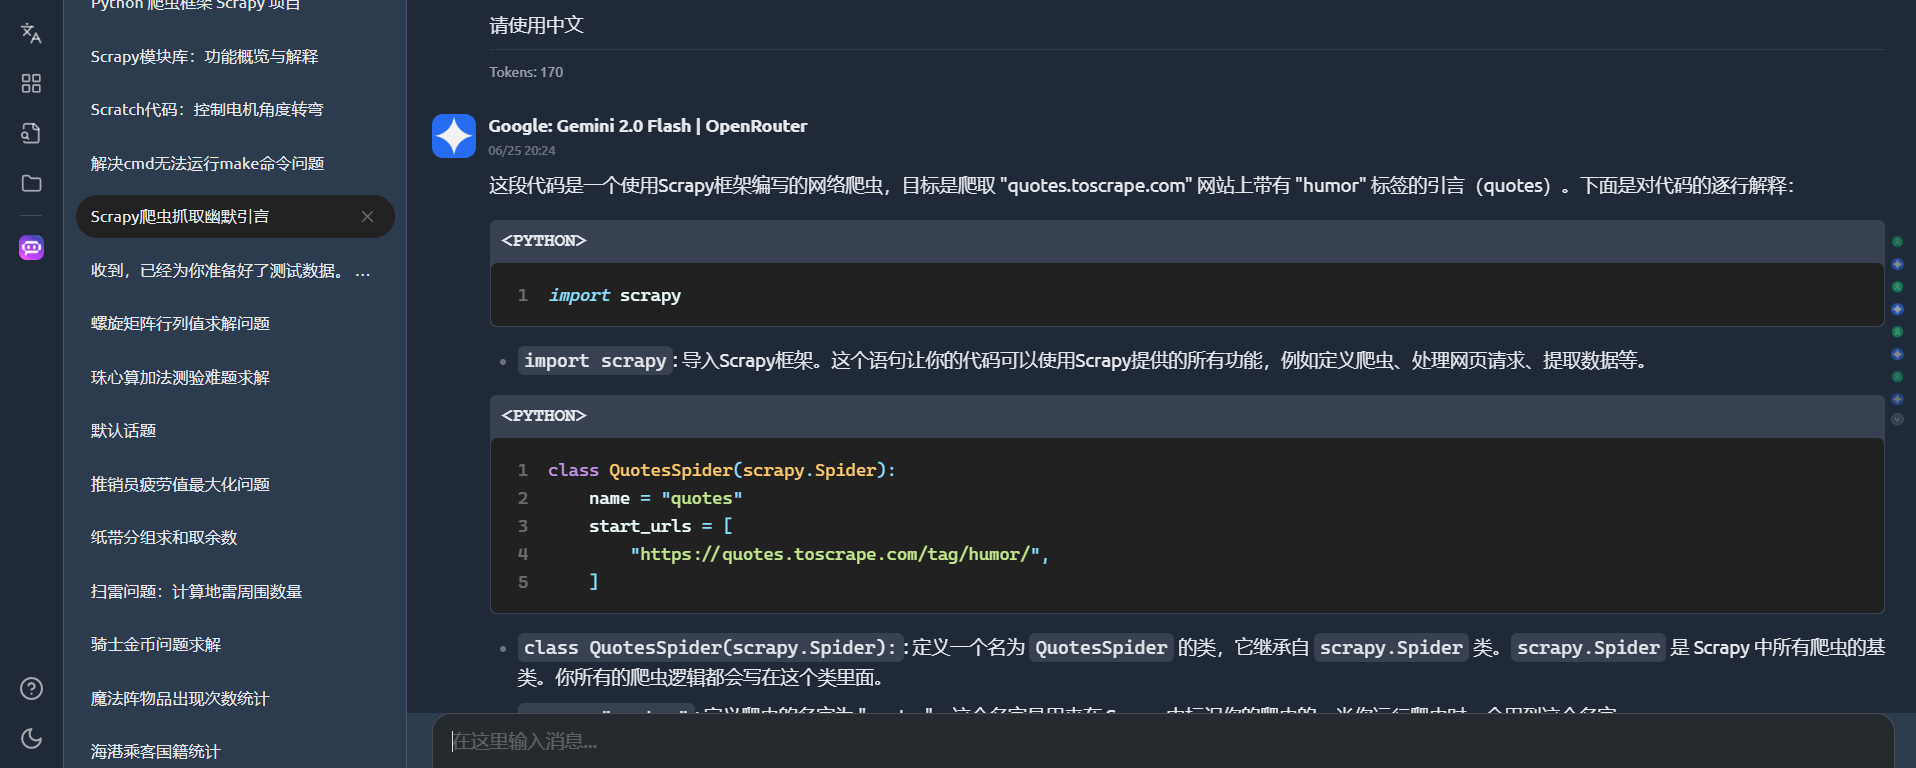 Python 爬虫框架 Scrapy 项目
Scrapy模块库：功能概览与解释
Scratch代码：控制电机角度转弯
解决cmd无法运行make命令问题
Scrapy爬虫抓取幽默引言
收到，已经为你准备好了测试数据。 ...
螺旋矩阵行列值求解问题
珠心算加法测验难题求解
默认话题
推销员疲劳值最大化问题
纸带分组求和取余数
扫雷问题：计算地雷周围数量
骑士金币问题求解
魔法阵物品出现次数统计
海港乘客国籍统计
请使用中文
Tokens: 170
Google: Gemini 2.0 Flash | OpenRouter
06/25 20:24
这段代码是一个使用Scrapy框架编写的网络爬虫，目标是爬取 "quotes.toscrape.com" 网站上带有 "humor" 标签的引言（quotes）。下面是对代码的逐行解释：
<PYTHON>
1 import scrapy
import scrapy: 导入Scrapy框架。这个语句让你的代码可以使用Scrapy提供的所有功能，例如定义爬虫、处理网页请求、提取数据等。
<PYTHON>
1 class QuotesSpider(scrapy.Spider):
2 name = "quotes"
3 start_urls = [
4 "https://quotes.toscrape.com/tag/humor/",
5 ]
class QuotesSpider(scrapy.Spider):: 定义一个名为 QuotesSpider 的类，它继承自 scrapy.Spider 类。scrapy.Spider 是 Scrapy 中所有爬虫的基
类。你所有的爬虫逻辑都会写在这个类里面。
在这里输入消息...